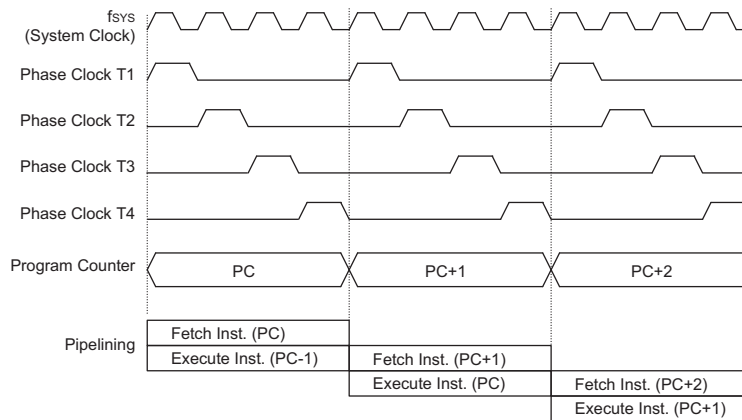 fSYS
(System Clock)
Phase Clock T1
Phase Clock T2
Phase Clock T3
Phase Clock T4
Program Counter
PC
PC+1
PC+2
Pipelining
Fetch Inst. (PC)
Execute Inst. (PC-1)
Fetch Inst. (PC+1)
Execute Inst. (PC)
Fetch Inst. (PC+2)
Execute Inst. (PC+1)